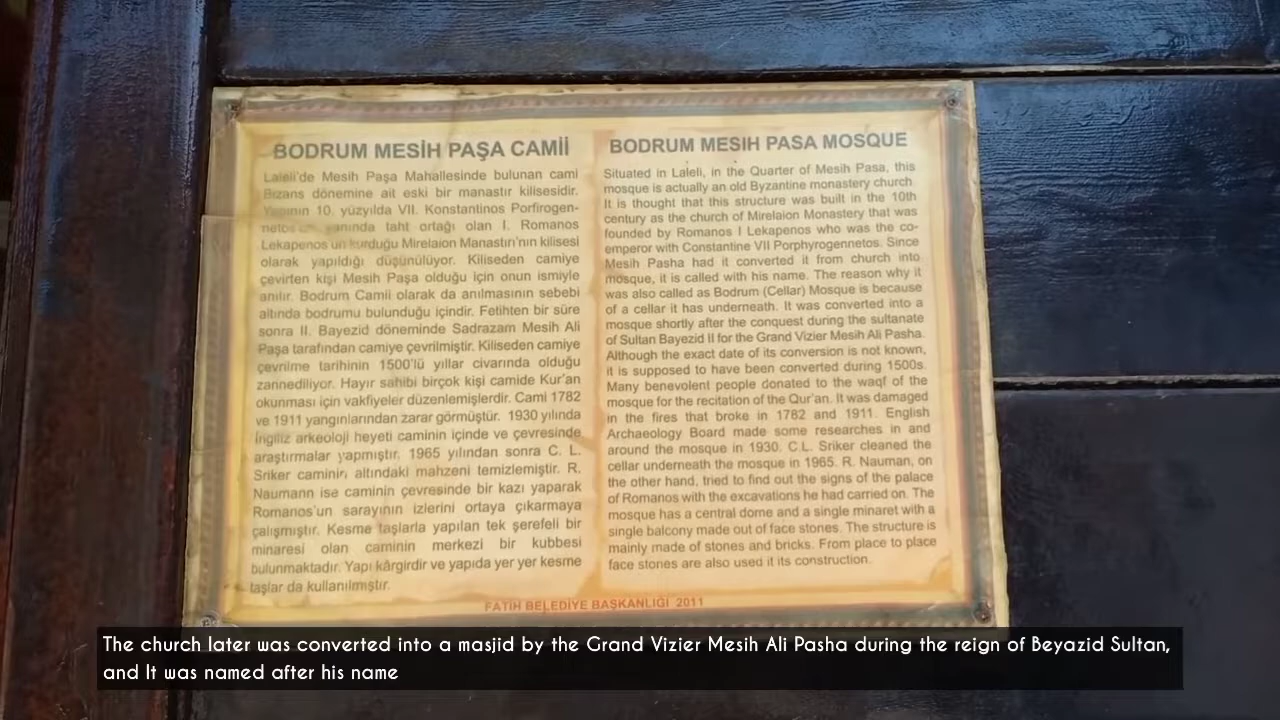 BODRUM MESİH PAŞA CAMİİ
Laleli'de Mesih Paşa Mahallesinde bulunan cami
Bizans dönemine ait eski bir manastır kilisesidir.
Yapının 10. yüzyılda VII. Konstantinos Porfirogen-
yanında taht ortağı olan I. Romanos
Lekapenos'un kurduğu Mirelaion Manastırı'nın kilisesi
olarak yapıldığı düşünülüyor. Kiliseden camiye
çevirten kişi Mesih Paşa olduğu için onun ismiyle
anılır. Bodrum Camii olarak da anılmasının sebebi
altında bodrumu bulunduğu içindir. Fetihten bir süre
sonra II. Bayezid döneminde Sadrazam Mesih Ali
Paşa tarafından camiye çevrilmiştir. Kiliseden camiye
çevrilme tarihinin 1500'lü yıllar civarında olduğu
zannediliyor. Hayır sahibi birçok kişi camide Kur'an
okunması için vakfiyeler düzenlemişlerdir. Cami 1782
ve 1911 yangınlarından zarar görmüştür. 1930 yılında
İngiliz arkeoloji heyeti caminin içinde ve çevresinde
araştırmalar yapmıştır. 1965 yılından sonra C. L.
Sriker caminin altındaki mahzeni temizlemiştir. R.
Naumann ise caminin çevresinde bir kazı yaparak
Romanos'un sarayının izlerini ortaya çıkarmaya
çalışmıştır. Kesme taşlarla yapılan tek şerefeli bir
minaresi olan caminin merkezi bir kubbesi
bulunmaktadır. Yapı kârgirdir ve yapıda yer yer kesme
taşlar da kullanılmıştır.
BODRUM MESIH PASA MOSQUE
Situated in Laleli, in the Quarter of Mesih Pasa, this
mosque is actually an old Byzantine monastery church.
It is thought that this structure was built in the 10th
century as the church of Mirelaion Monastery that was
founded by Romanos I Lekapenos who was the co-
emperor with Constantine VII Porphyrogennetos. Since
Mesih Pasha had it converted it from church into
mosque, it is called with his name. The reason why it
was also called as Bodrum (Cellar) Mosque is because
of a cellar it has underneath. It was converted into a
mosque shortly after the conquest during the sultanate
of Sultan Bayezid II for the Grand Vizier Mesih Ali Pasha.
Although the exact date of its conversion is not known,
it is supposed to have been converted during 1500s.
Many benevolent people donated to the waqf of the
mosque for the recitation of the Qur'an. It was damaged
in the fires that broke in 1782 and 1911. English
Archaeology Board made some researches in and
around the mosque in 1930. C.L. Sriker cleaned the
cellar underneath the mosque in 1965. R. Nauman, on
the other hand, tried to find out the signs of the palace
of Romanos with the excavations he had carried on. The
mosque has a central dome and a single minaret with a
single balcony made out of face stones. The structure is
mainly made of stones and bricks. From place to place
face stones are also used it its construction.
FATİH BELEDİYE BAŞKANLIĞI 2011
The church later was converted into a masjid by the Grand Vizier Mesih Ali Pasha during the reign of Beyazid Sultan,
and It was named after his name